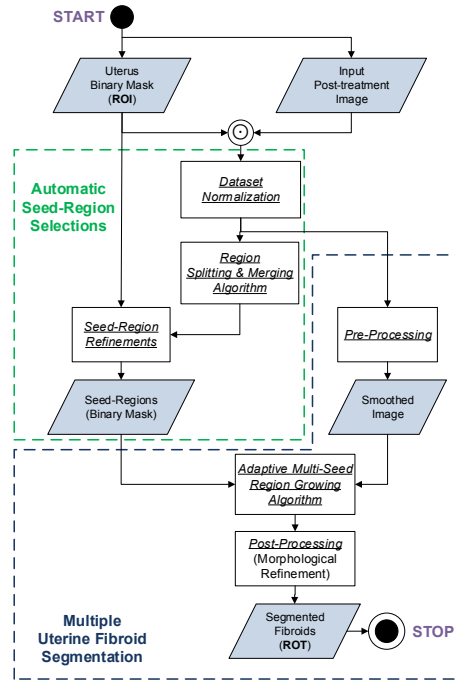 START
Uterus
Binary Mask
(ROI)
Input
Post-treatment
Image
Automatic
Seed-Region
Selections
Dataset
Normalization
Region
Splitting & Merging
Algorithm
Seed-Region
Refinements
Pre-Processing
Seed-Regions
(Binary Mask)
Smoothed
Image
Adaptive Multi-Seed
Region Growing
Algorithm
Post-Processing
(Morphological
Refinement)
Multiple
Uterine Fibroid
Segmentation
Segmented
Fibroids
(ROT)
STOP